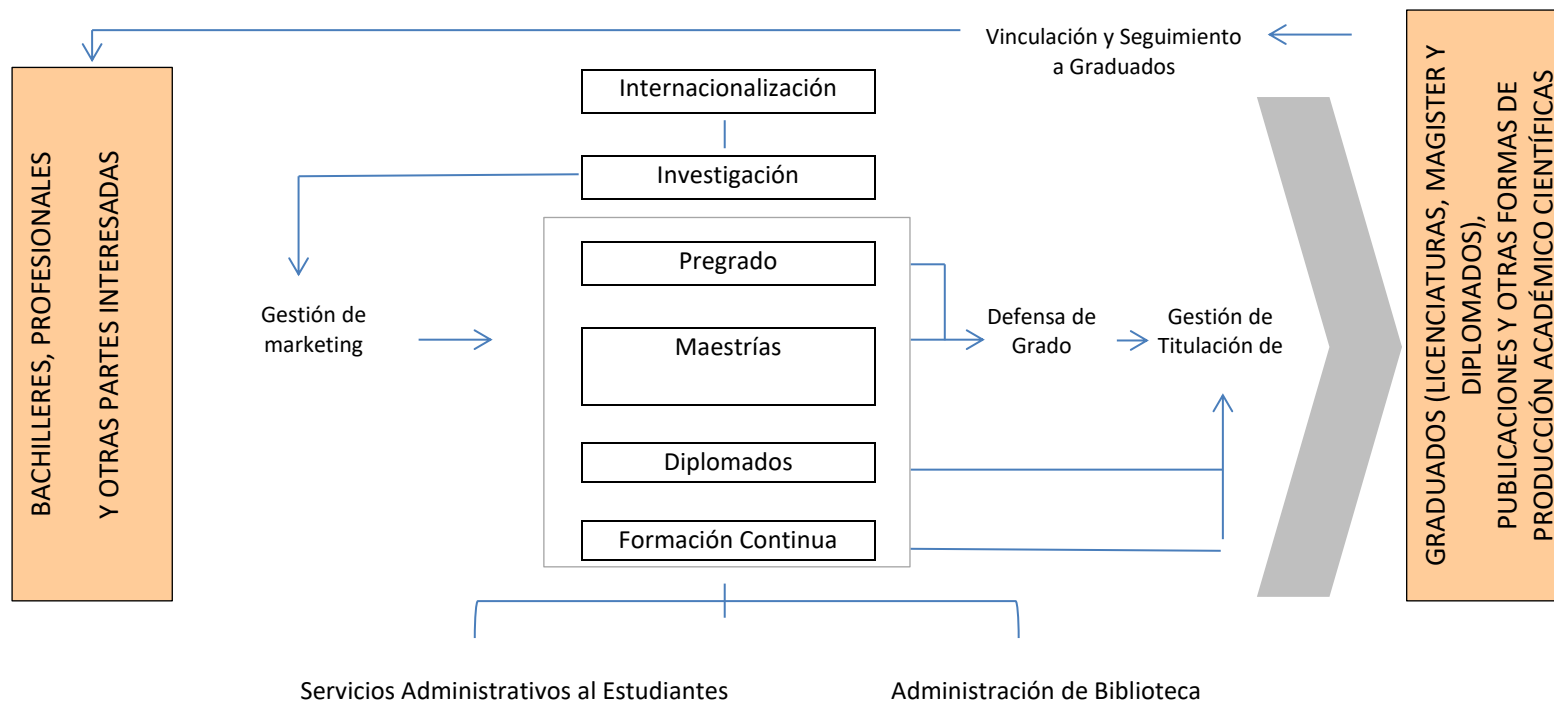 Vinculación y Seguimiento
a Graduados
BACHILLERES, PROFESIONALES
Y OTRAS PARTES INTERESADAS
Internacionalización
Investigación
Pregrado
Maestrías
Diplomados
Formación Continua
Gestión de
marketing
Defensa de
Grado
Gestión de
Titulación de
GRADUADOS (LICENCIATURAS, MAGISTER Y
DIPLOMADOS),
PUBLICACIONES Y OTRAS FORMAS DE
PRODUCCIÓN ACADÉMICO CIENTÍFICAS
Servicios Administrativos al Estudiantes
Administración de Biblioteca